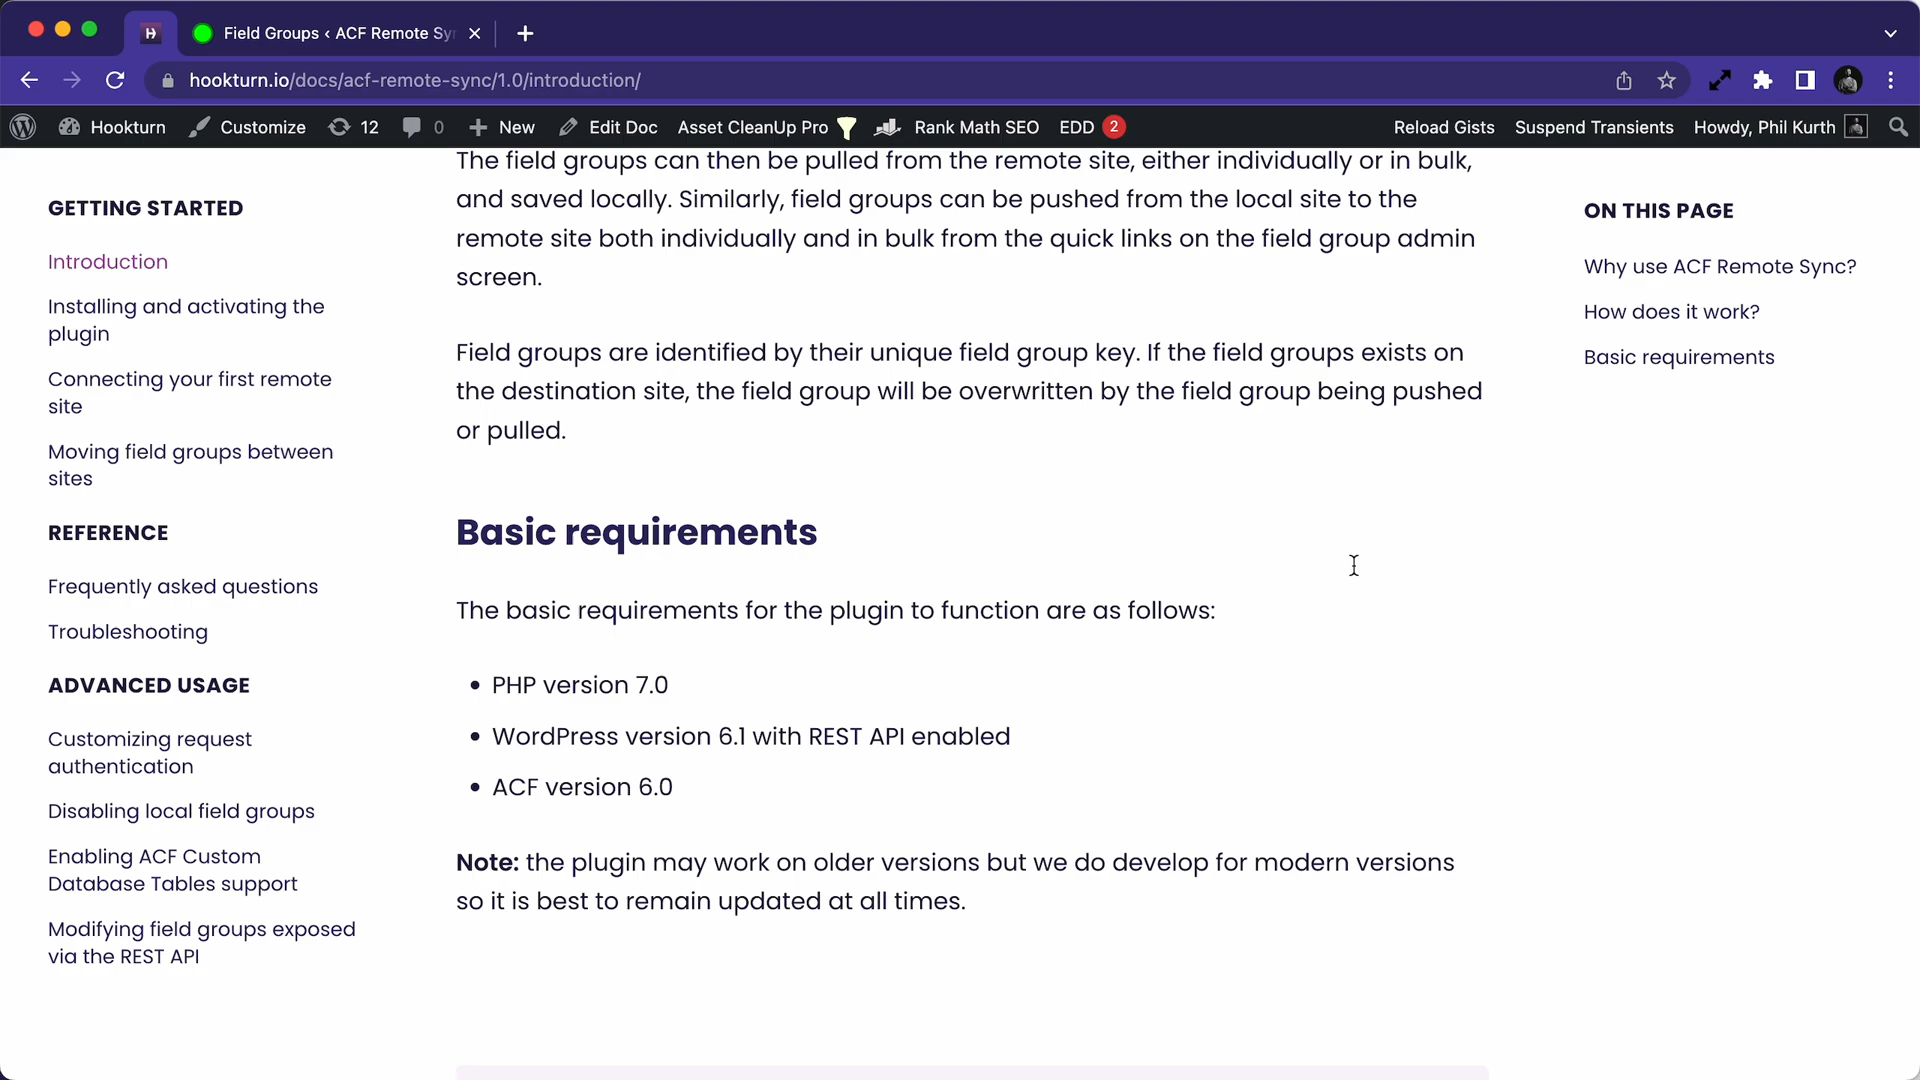 Field Groups ‹ ACF Remote Sy
hookturn.io/docs/acf-remote-sync/1.0/introduction/
Hookturn
Customize
12
0
New
Edit Doc
Asset CleanUp Pro
Rank Math SEO
EDD 2
Reload Gists
Suspend Transients
Howdy, Phil Kurth
GETTING STARTED
Introduction
Installing and activating the
plugin
Connecting your first remote
site
Moving field groups between
sites
REFERENCE
Frequently asked questions
Troubleshooting
ADVANCED USAGE
Customizing request
authentication
Disabling local field groups
Enabling ACF Custom
Database Tables support
Modifying field groups exposed
via the REST API
The field groups can then be pulled from the remote site, either individually or in bulk,
and saved locally. Similarly, field groups can be pushed from the local site to the
remote site both individually and in bulk from the quick links on the field group admin
screen.
Field groups are identified by their unique field group key. If the field groups exists on
the destination site, the field group will be overwritten by the field group being pushed
or pulled.
Basic requirements
The basic requirements for the plugin to function are as follows:
• PHP version 7.0
• WordPress version 6.1 with REST API enabled
• ACF version 6.0
Note: the plugin may work on older versions but we do develop for modern versions
so it is best to remain updated at all times.
ON THIS PAGE
Why use ACF Remote Sync?
How does it work?
Basic requirements